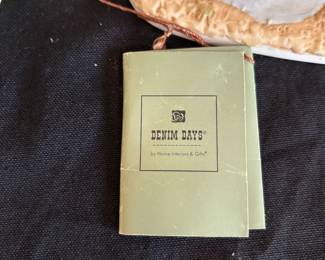 DENIM DAYS®
by Home Interiors & Gifts®